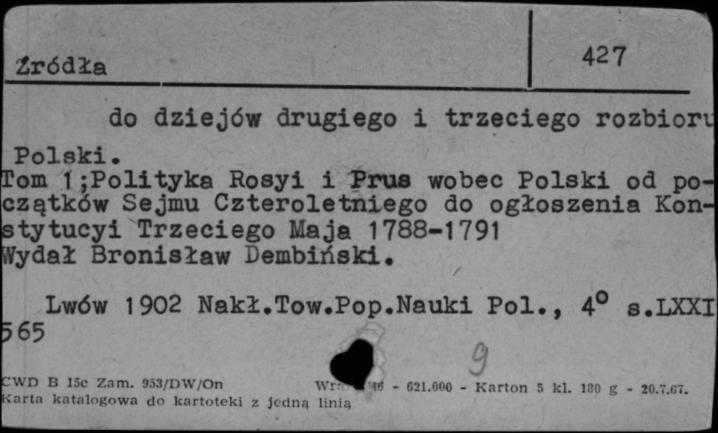 Źródła
427
do dziejów drugiego i trzeciego rozbioru
Polski.
Tom 1;Polityka Rosyi i Prus wobec Polski od po-
czątków Sejmu Czteroletniego do ogłoszenia Kon-
stytucyi Trzeciego Maja 1788-1791
Wydał Bronisław Dembiński.
Lwów 1902 Nakł.Tow.Pop.Nauki Pol., 4° s.LXXI
565
9
CWD B 15c Zam. 953/DW/On - 621.000 - Karton 5 kl. 180 g - 20.7.67.
Karta katalogowa do kartoteki z jedną linią